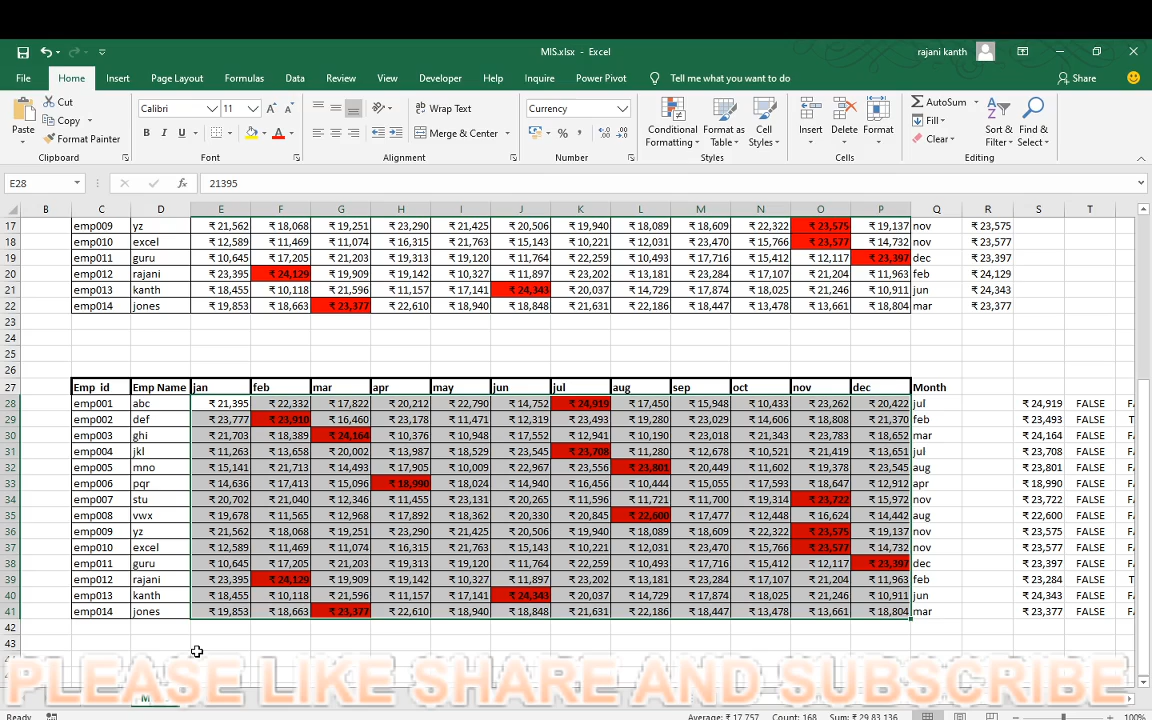 MIS.xlsx - Excel
rajani kanth
File Home Insert Page Layout Formulas Data Review View Developer Help Inquire Power Pivot Tell me what you want to do Share
Cut
Copy
Format Painter
Paste
Clipboard
Calibri 11
B I U
Font
Wrap Text
Merge & Center
Alignment
Currency
Number
Conditional Formatting
Format as Table
Cell Styles
Styles
Insert Delete Format
Cells
AutoSum
Fill
Clear
Sort & Filter
Find & Select
Editing
E28 fx 21395
B C D E F G H I J K L M N O P Q R S T
17 emp009 yz ₹ 21,562 ₹ 18,068 ₹ 19,251 ₹ 23,290 ₹ 21,425 ₹ 20,506 ₹ 19,940 ₹ 18,089 ₹ 18,609 ₹ 22,322 ₹ 23,575 ₹ 19,137 nov ₹ 23,575
18 emp010 excel ₹ 12,589 ₹ 11,469 ₹ 11,074 ₹ 16,315 ₹ 21,763 ₹ 15,143 ₹ 10,221 ₹ 12,031 ₹ 23,470 ₹ 15,766 ₹ 23,577 ₹ 14,732 nov ₹ 23,577
19 emp011 guru ₹ 10,645 ₹ 17,205 ₹ 21,203 ₹ 19,313 ₹ 19,120 ₹ 11,764 ₹ 22,259 ₹ 10,493 ₹ 17,716 ₹ 15,412 ₹ 12,117 ₹ 23,397 dec ₹ 23,397
20 emp012 rajani ₹ 23,395 ₹ 24,129 ₹ 19,909 ₹ 19,142 ₹ 10,327 ₹ 11,897 ₹ 23,202 ₹ 13,181 ₹ 23,284 ₹ 17,107 ₹ 21,204 ₹ 11,963 feb ₹ 24,129
21 emp013 kanth ₹ 18,455 ₹ 10,118 ₹ 21,596 ₹ 11,157 ₹ 17,141 ₹ 24,343 ₹ 20,037 ₹ 14,729 ₹ 17,874 ₹ 18,025 ₹ 21,246 ₹ 10,911 jun ₹ 24,343
22 emp014 jones ₹ 19,853 ₹ 18,663 ₹ 23,377 ₹ 22,610 ₹ 18,940 ₹ 18,848 ₹ 21,631 ₹ 22,186 ₹ 18,447 ₹ 13,478 ₹ 13,661 ₹ 18,804 mar ₹ 23,377
23
24
25
26
27 Emp id Emp Name jan feb mar apr may jun jul aug sep oct nov dec Month
28 emp001 abc ₹ 21,395 ₹ 22,332 ₹ 17,822 ₹ 20,212 ₹ 22,790 ₹ 14,752 ₹ 24,919 ₹ 17,450 ₹ 15,948 ₹ 10,433 ₹ 23,262 ₹ 20,422 jul ₹ 24,919 FALSE
29 emp002 def ₹ 23,777 ₹ 23,910 ₹ 16,460 ₹ 23,178 ₹ 11,471 ₹ 12,319 ₹ 23,493 ₹ 19,280 ₹ 23,029 ₹ 14,606 ₹ 18,808 ₹ 21,730 feb ₹ 23,493 FALSE
30 emp003 ghi ₹ 21,703 ₹ 18,389 ₹ 24,164 ₹ 10,376 ₹ 10,948 ₹ 17,552 ₹ 12,941 ₹ 10,190 ₹ 23,018 ₹ 21,343 ₹ 23,783 ₹ 18,652 mar ₹ 24,164 FALSE
31 emp004 jkl ₹ 11,263 ₹ 13,658 ₹ 20,002 ₹ 13,987 ₹ 18,529 ₹ 23,545 ₹ 23,708 ₹ 11,280 ₹ 12,668 ₹ 10,521 ₹ 21,419 ₹ 13,651 jul ₹ 23,708 FALSE
32 emp005 mno ₹ 15,141 ₹ 21,713 ₹ 14,493 ₹ 17,905 ₹ 10,009 ₹ 22,967 ₹ 23,556 ₹ 23,801 ₹ 20,449 ₹ 11,602 ₹ 19,378 ₹ 23,545 aug ₹ 23,801 FALSE
33 emp006 pqr ₹ 14,636 ₹ 17,413 ₹ 15,096 ₹ 18,990 ₹ 18,024 ₹ 14,940 ₹ 16,456 ₹ 10,444 ₹ 15,055 ₹ 17,593 ₹ 18,647 ₹ 12,912 apr ₹ 18,990 FALSE
34 emp007 stu ₹ 20,702 ₹ 21,040 ₹ 12,346 ₹ 11,455 ₹ 23,131 ₹ 20,265 ₹ 11,596 ₹ 11,721 ₹ 11,700 ₹ 19,314 ₹ 23,722 ₹ 15,972 nov ₹ 23,722 FALSE
35 emp008 vwx ₹ 19,678 ₹ 11,565 ₹ 12,968 ₹ 17,892 ₹ 18,362 ₹ 20,330 ₹ 20,845 ₹ 22,600 ₹ 17,477 ₹ 12,448 ₹ 16,624 ₹ 14,442 aug ₹ 22,600 FALSE
36 emp009 yz ₹ 21,562 ₹ 18,068 ₹ 19,251 ₹ 23,290 ₹ 21,425 ₹ 20,506 ₹ 19,940 ₹ 18,089 ₹ 18,609 ₹ 22,322 ₹ 23,575 ₹ 19,137 nov ₹ 23,575 FALSE
37 emp010 excel ₹ 12,589 ₹ 11,469 ₹ 11,074 ₹ 16,315 ₹ 21,763 ₹ 15,143 ₹ 10,221 ₹ 12,031 ₹ 23,470 ₹ 15,766 ₹ 23,577 ₹ 14,732 nov ₹ 23,577 FALSE
38 emp011 guru ₹ 10,645 ₹ 17,205 ₹ 21,203 ₹ 19,313 ₹ 19,120 ₹ 11,764 ₹ 22,259 ₹ 10,493 ₹ 17,716 ₹ 15,412 ₹ 12,117 ₹ 23,397 dec ₹ 23,397 FALSE
39 emp012 rajani ₹ 23,395 ₹ 24,129 ₹ 19,909 ₹ 19,142 ₹ 10,327 ₹ 11,897 ₹ 23,202 ₹ 13,181 ₹ 23,284 ₹ 17,107 ₹ 21,204 ₹ 11,963 feb ₹ 23,284 FALSE
40 emp013 kanth ₹ 18,455 ₹ 10,118 ₹ 21,596 ₹ 11,157 ₹ 17,141 ₹ 24,343 ₹ 20,037 ₹ 14,729 ₹ 17,874 ₹ 18,025 ₹ 21,246 ₹ 10,911 jun ₹ 24,343 FALSE
41 emp014 jones ₹ 19,853 ₹ 18,663 ₹ 23,377 ₹ 22,610 ₹ 18,940 ₹ 18,848 ₹ 21,631 ₹ 22,186 ₹ 18,447 ₹ 13,478 ₹ 13,661 ₹ 18,804 mar ₹ 23,377 FALSE
42
43
PLEASE LIKE SHARE AND SUBSCRIBE
Ready Average: ₹ 17,757 Count: 168 Sum: ₹ 29,83,136 100%